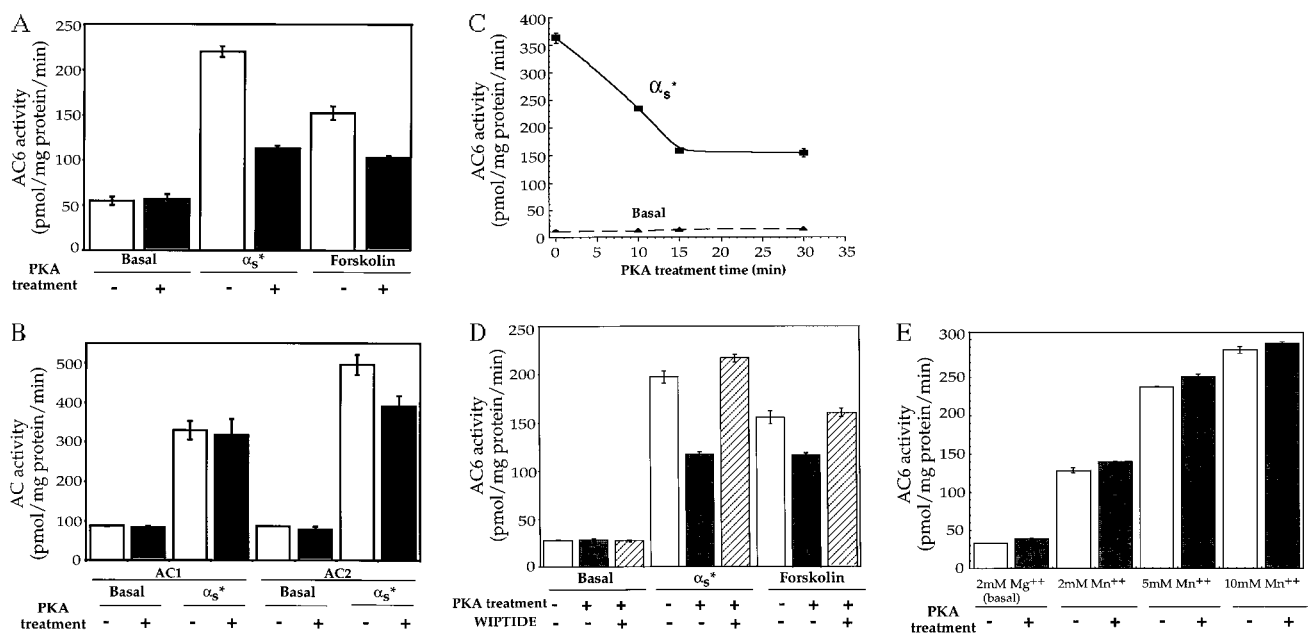 A
AC6 activity
(pmol/mg protein/min)
250
200
150
100
50
0
Basal
αs*
Forskolin
PKA
treatment
- + - + - +
B
AC activity
(pmol/mg protein/min)
500
400
300
200
100
0
AC1 AC2
Basal αs* Basal αs*
PKA
treatment
- + - + - + - +
C
AC6 activity
(pmol/mg protein/min)
400
350
300
250
200
150
100
50
0
αs*
Basal
0 5 10 15 20 25 30 35
PKA treatment time (min)
D
AC6 activity
(pmol/mg protein/min)
250
200
150
100
50
0
Basal αs* Forskolin
PKA treatment - + + - + + - + +
WIPTIDE + + +
E
AC6 activity
(pmol/mg protein/min)
300
250
200
150
100
50
0
2mM Mg++ 2mM Mn++ 5mM Mn++ 10mM Mn++
(basal)
PKA
treatment
- + - + - + - +